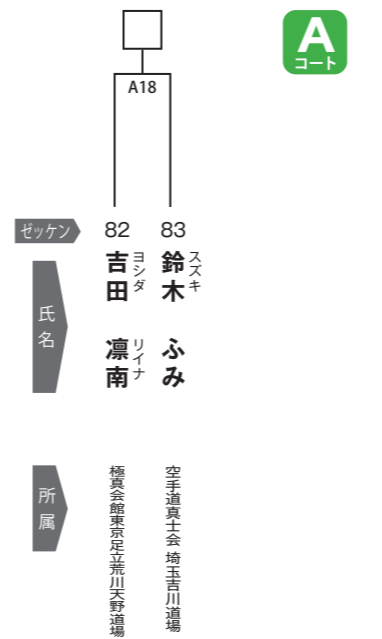 A
コート
A18
ゼッケン
82
83
氏名
吉田 凛南
ヨシダ リイナ
鈴木 ふみ
スズキ
所属
極真会館東京足立荒川天野道場
空手道真士会 埼玉吉川道場